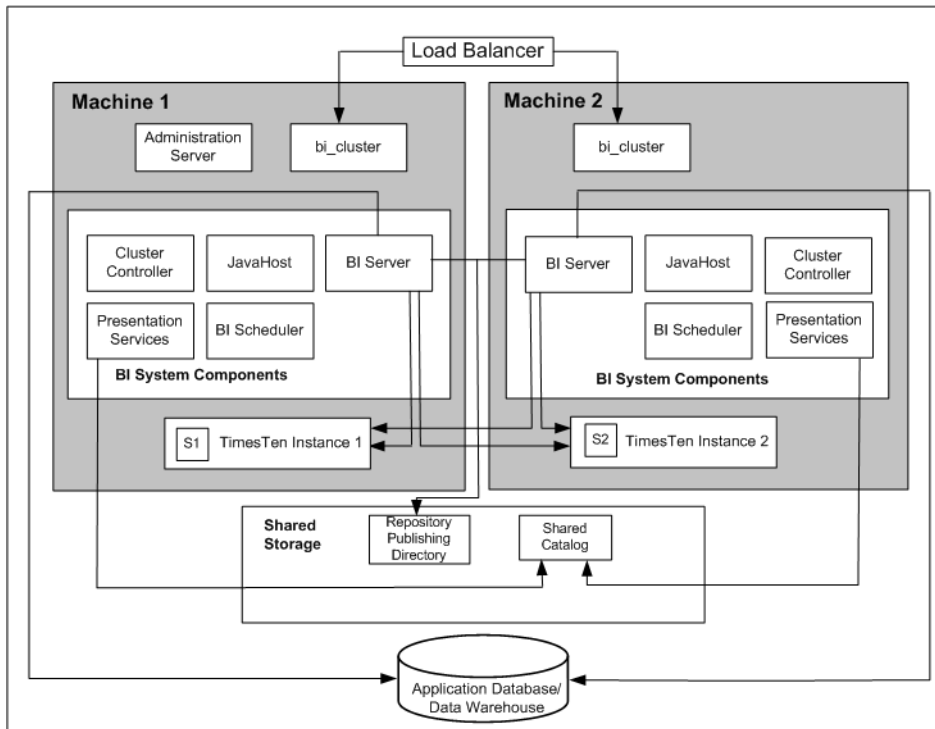 Load Balancer
Machine 1
Administration
Server
bi_cluster
BI Server
Cluster
Controller
JavaHost
Presentation
Services
BI Scheduler
BI System Components
S1
TimesTen Instance 1
Machine 2
bi_cluster
BI Server
JavaHost
Cluster
Controller
BI Scheduler
Presentation
Services
BI System Components
S2
TimesTen Instance 2
Shared
Storage
Repository
Publishing
Directory
Shared
Catalog
Application Database/
Data Warehouse